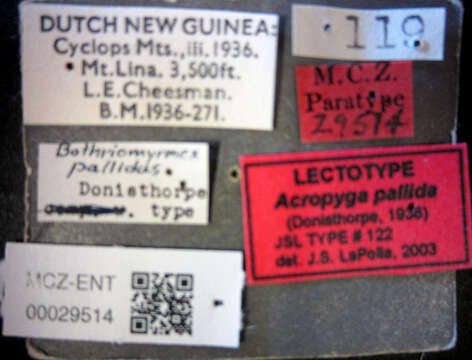 DUTCH NEW GUINEA:
Cyclops Mts.,iii.1936.
Mt.Lina. 3,500ft.
L.E.Cheesman.
B.M.1936-271.
119
M.C.Z.
Paratype
29514
Bothriomyrmex
pallidus.
Donisthorpe
type
LECTOTYPE
Acropyga pallida
(Donisthorpe, 1938)
JSL TYPE # 122
det. J.S. LaPolla, 2003
MCZ-ENT
00029514